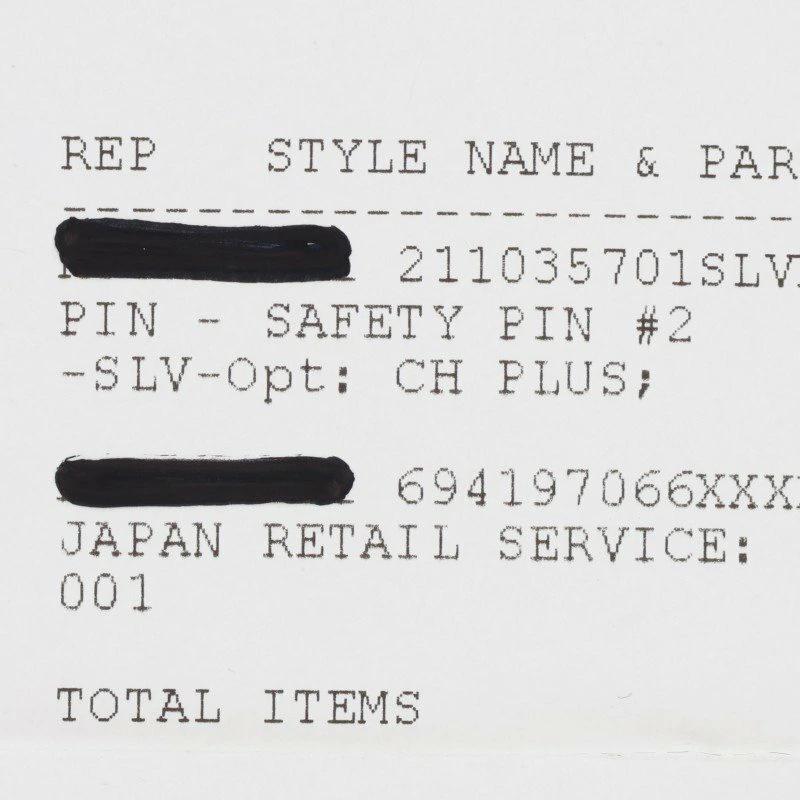 REP STYLE NAME & PAR
--------------------------
211035701SLV
PIN - SAFETY PIN #2
-SLV-Opt: CH PLUS;
694197066XXX
JAPAN RETAIL SERVICE:
001
TOTAL ITEMS